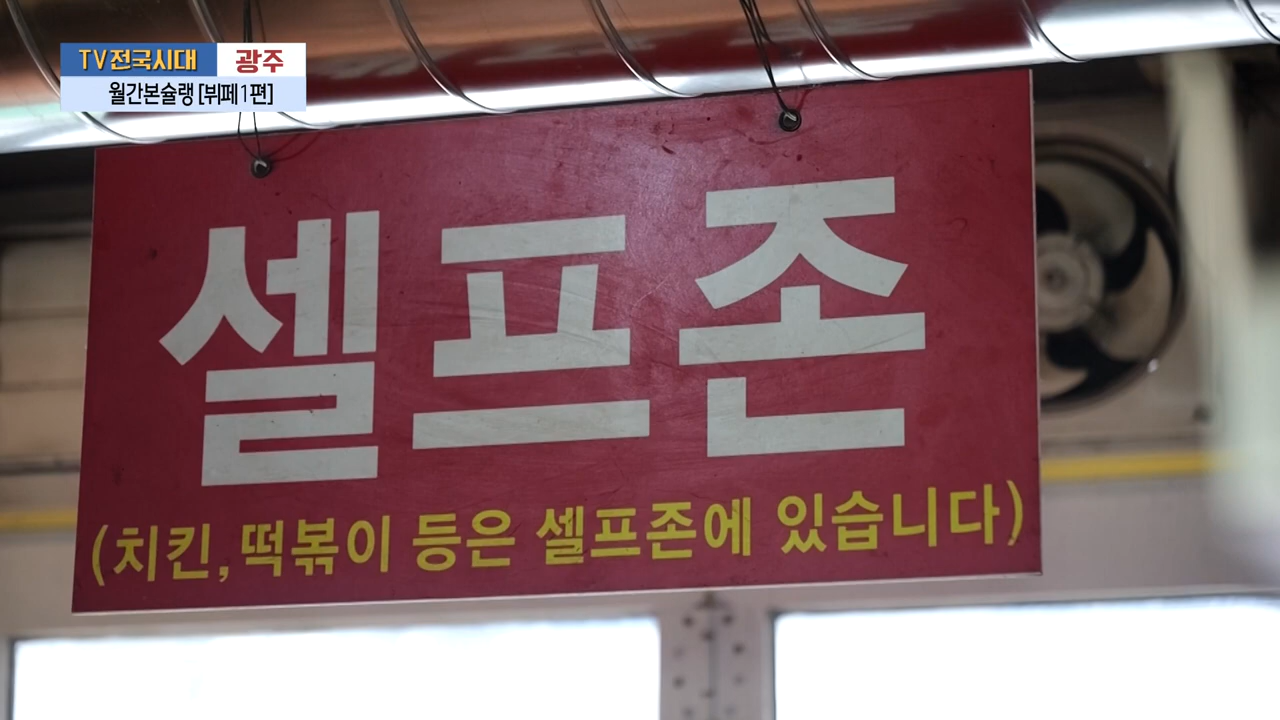 TV전국시대 광주
월간본슐랭 [뷔페 1편]
셀프존
(치킨, 떡볶이 등은 셀프존에 있습니다)